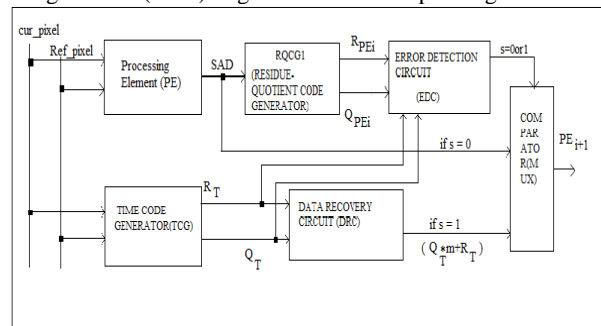 cur_pixel
Ref_pixel
Processing
Element (PE)
SAD
RQCG1
(RESIDUE-
QUOTIENT CODE
GENERATOR)
R PEi
Q PEi
ERROR DETECTION
CIRCUIT
(EDC)
s=0or1
COM
PAR
ATO
R(M
UX)
PE i+1
if s = 0
TIME CODE
GENERATOR(TCG)
R T
Q T
DATA RECOVERY
CIRCUIT (DRC)
if s = 1
( Q T *m+R T )